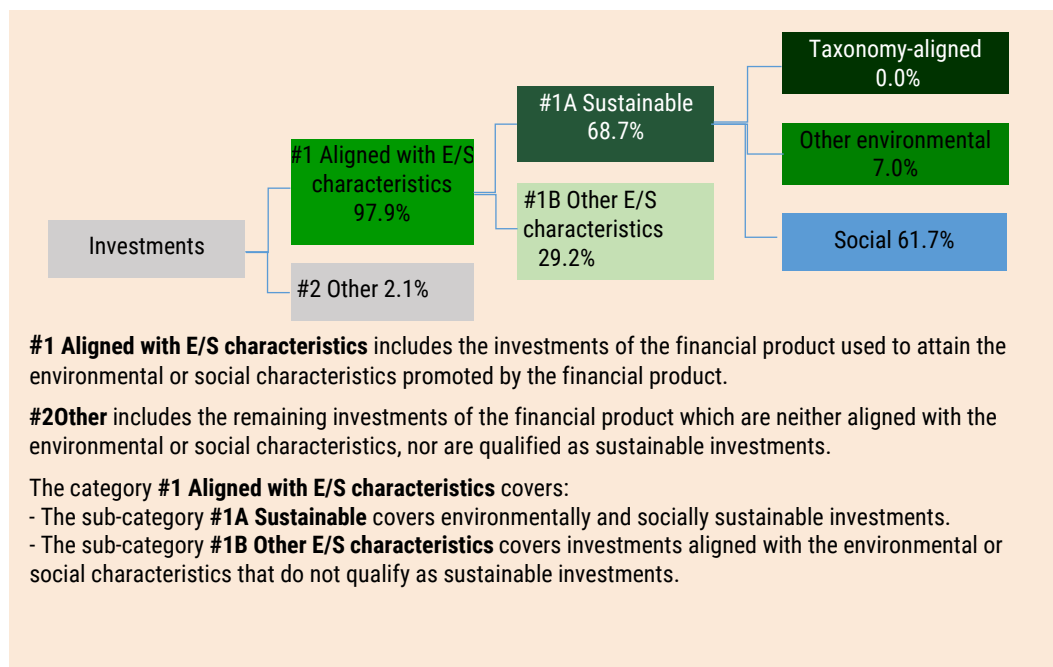 Investments
#1 Aligned with E/S
characteristics
97.9%
#2 Other 2.1%
#1A Sustainable
68.7%
#1B Other E/S
characteristics
29.2%
Taxonomy-aligned
0.0%
Other environmental
7.0%
Social 61.7%
#1 Aligned with E/S characteristics includes the investments of the financial product used to attain the
environmental or social characteristics promoted by the financial product.
#2Other includes the remaining investments of the financial product which are neither aligned with the
environmental or social characteristics, nor are qualified as sustainable investments.
The category #1 Aligned with E/S characteristics covers:
- The sub-category #1A Sustainable covers environmentally and socially sustainable investments.
- The sub-category #1B Other E/S characteristics covers investments aligned with the environmental or
social characteristics that do not qualify as sustainable investments.